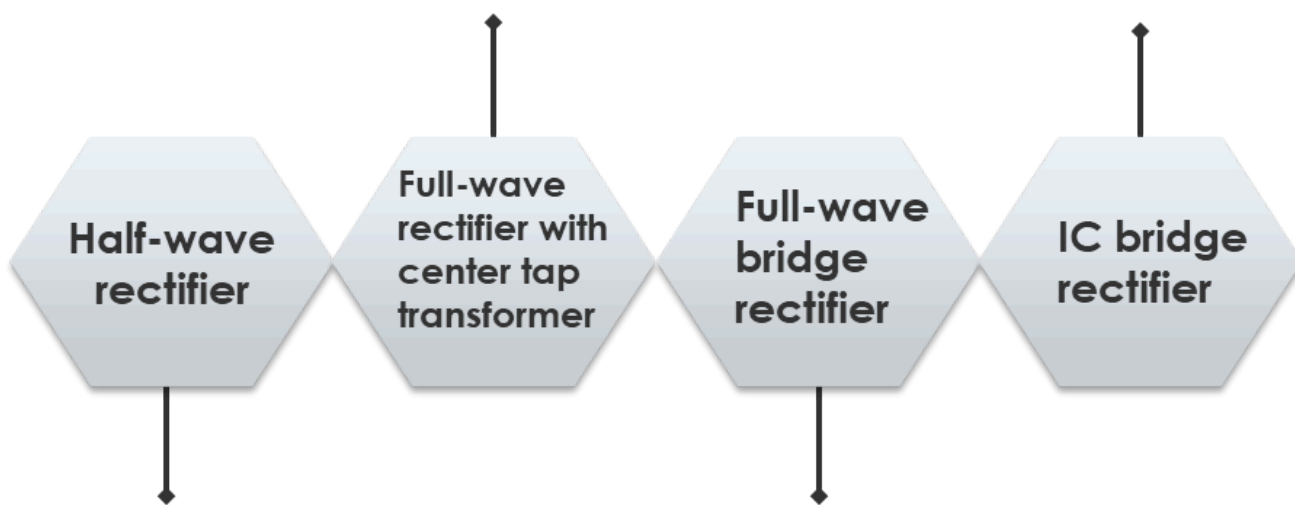 Half-wave
rectifier
Full-wave
rectifier with
center tap
transformer
Full-wave
bridge
rectifier
IC bridge
rectifier